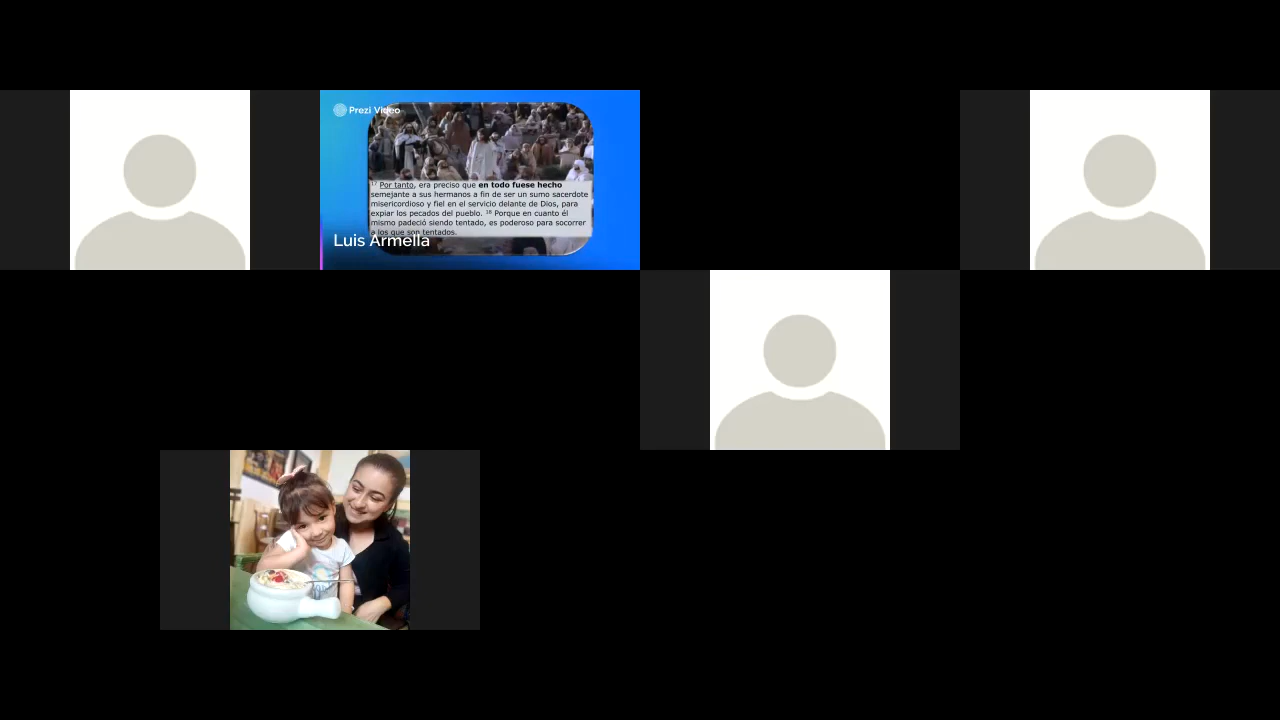 Prezi Video
17 Por tanto, era preciso que en todo fuese hecho
semejante a sus hermanos a fin de ser un sumo sacerdote
misericordioso y fiel en el servicio delante de Dios, para
expiar los pecados del pueblo. 18 Porque en cuanto él
mismo padeció siendo tentado, es poderoso para socorrer
a los que son tentados.
Luis Armella